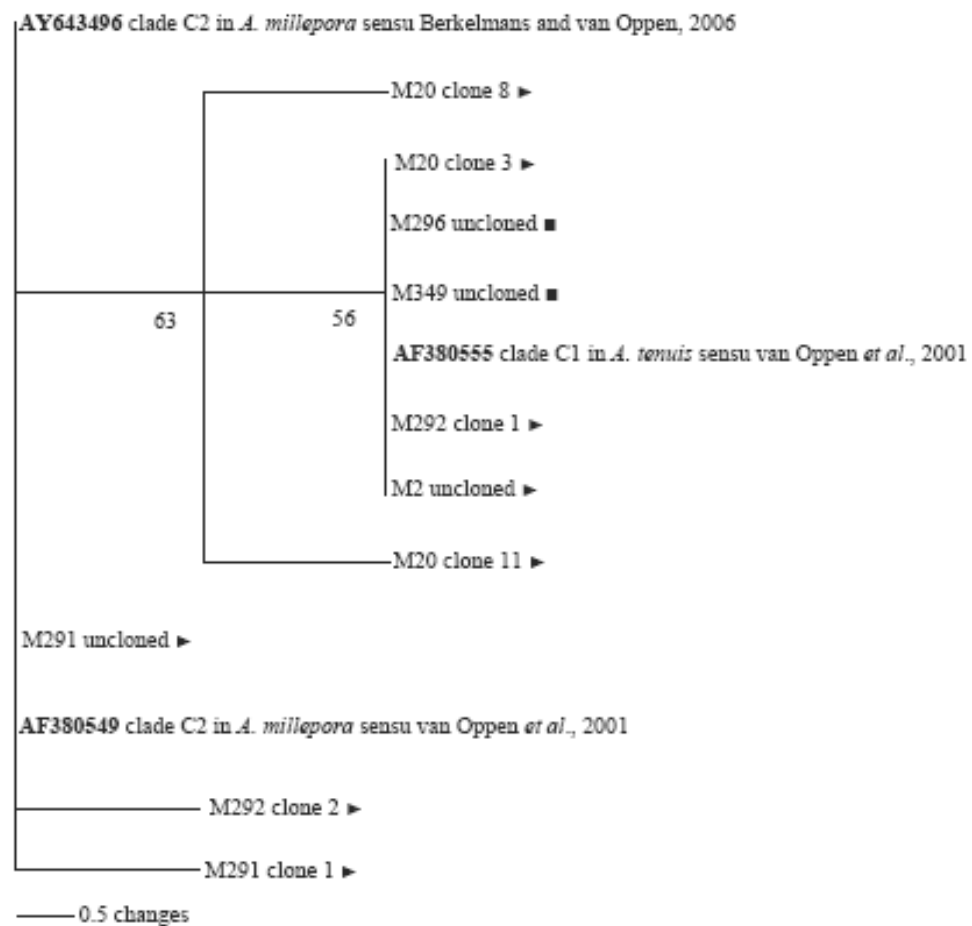 AY643496 clade C2 in A. millepora sensu Berkelmans and van Oppen, 2006
M20 clone 8 ►
M20 clone 3 ►
M296 uncloned ■
M349 uncloned ■
63
56
AF380555 clade C1 in A. tenuis sensu van Oppen et al., 2001
M292 clone 1 ►
M2 uncloned ►
M20 clone 11 ►
M291 uncloned ►
AF380549 clade C2 in A. millepora sensu van Oppen et al., 2001
M292 clone 2 ►
M291 clone 1 ►
0.5 changes